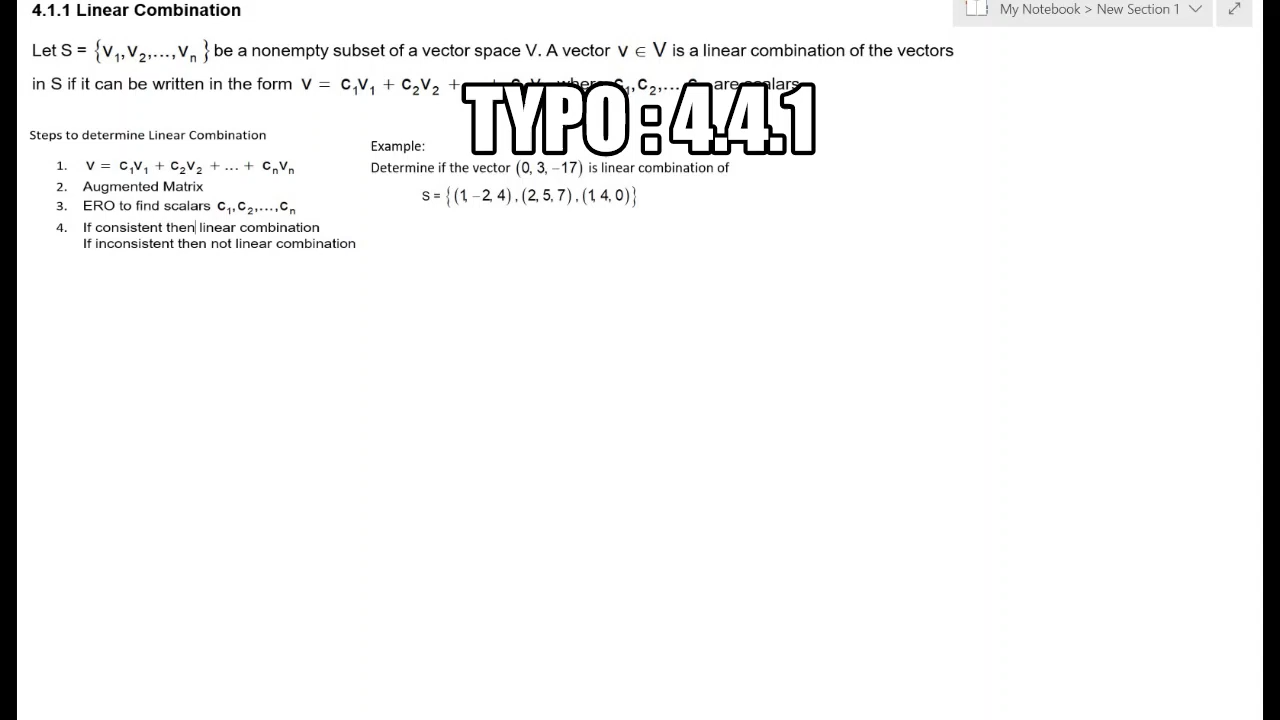 4.1.1 Linear Combination
My Notebook > New Section 1
Let S = {v₁,v₂,...,vₙ} be a nonempty subset of a vector space V. A vector v ∈ V is a linear combination of the vectors
in S if it can be written in the form v = c₁v₁ + c₂v₂ + ,c₂,... are scalars
TYPO : 4.4.1
Steps to determine Linear Combination
1. v = c₁v₁ + c₂v₂ + ... + cₙvₙ
2. Augmented Matrix
3. ERO to find scalars c₁,c₂,...,cₙ
4. If consistent then linear combination
If inconsistent then not linear combination
Example:
Determine if the vector (0, 3, −17) is linear combination of
S = {(1, −2, 4) , (2, 5, 7) , (1, 4, 0)}